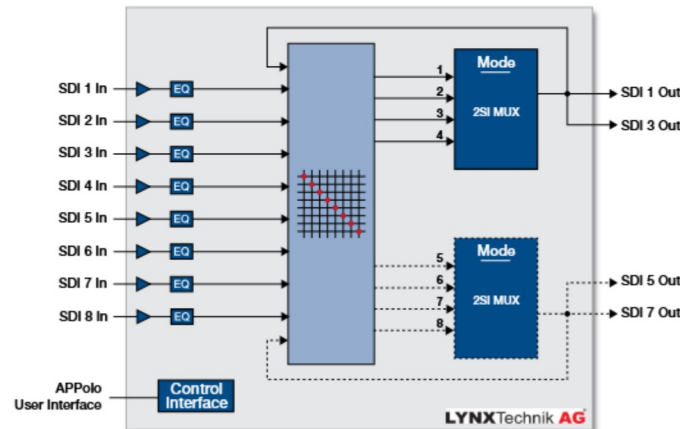 SDI 1 In
EQ
SDI 2 In
EQ
SDI 3 In
EQ
SDI 4 In
EQ
SDI 5 In
EQ
SDI 6 In
EQ
SDI 7 In
EQ
SDI 8 In
EQ
1
2
3
4
Mode
2SI MUX
SDI 1 Out
SDI 3 Out
5
6
7
8
Mode
2SI MUX
SDI 5 Out
SDI 7 Out
APPolo
User Interface
Control
Interface
LYNXTechnik AG